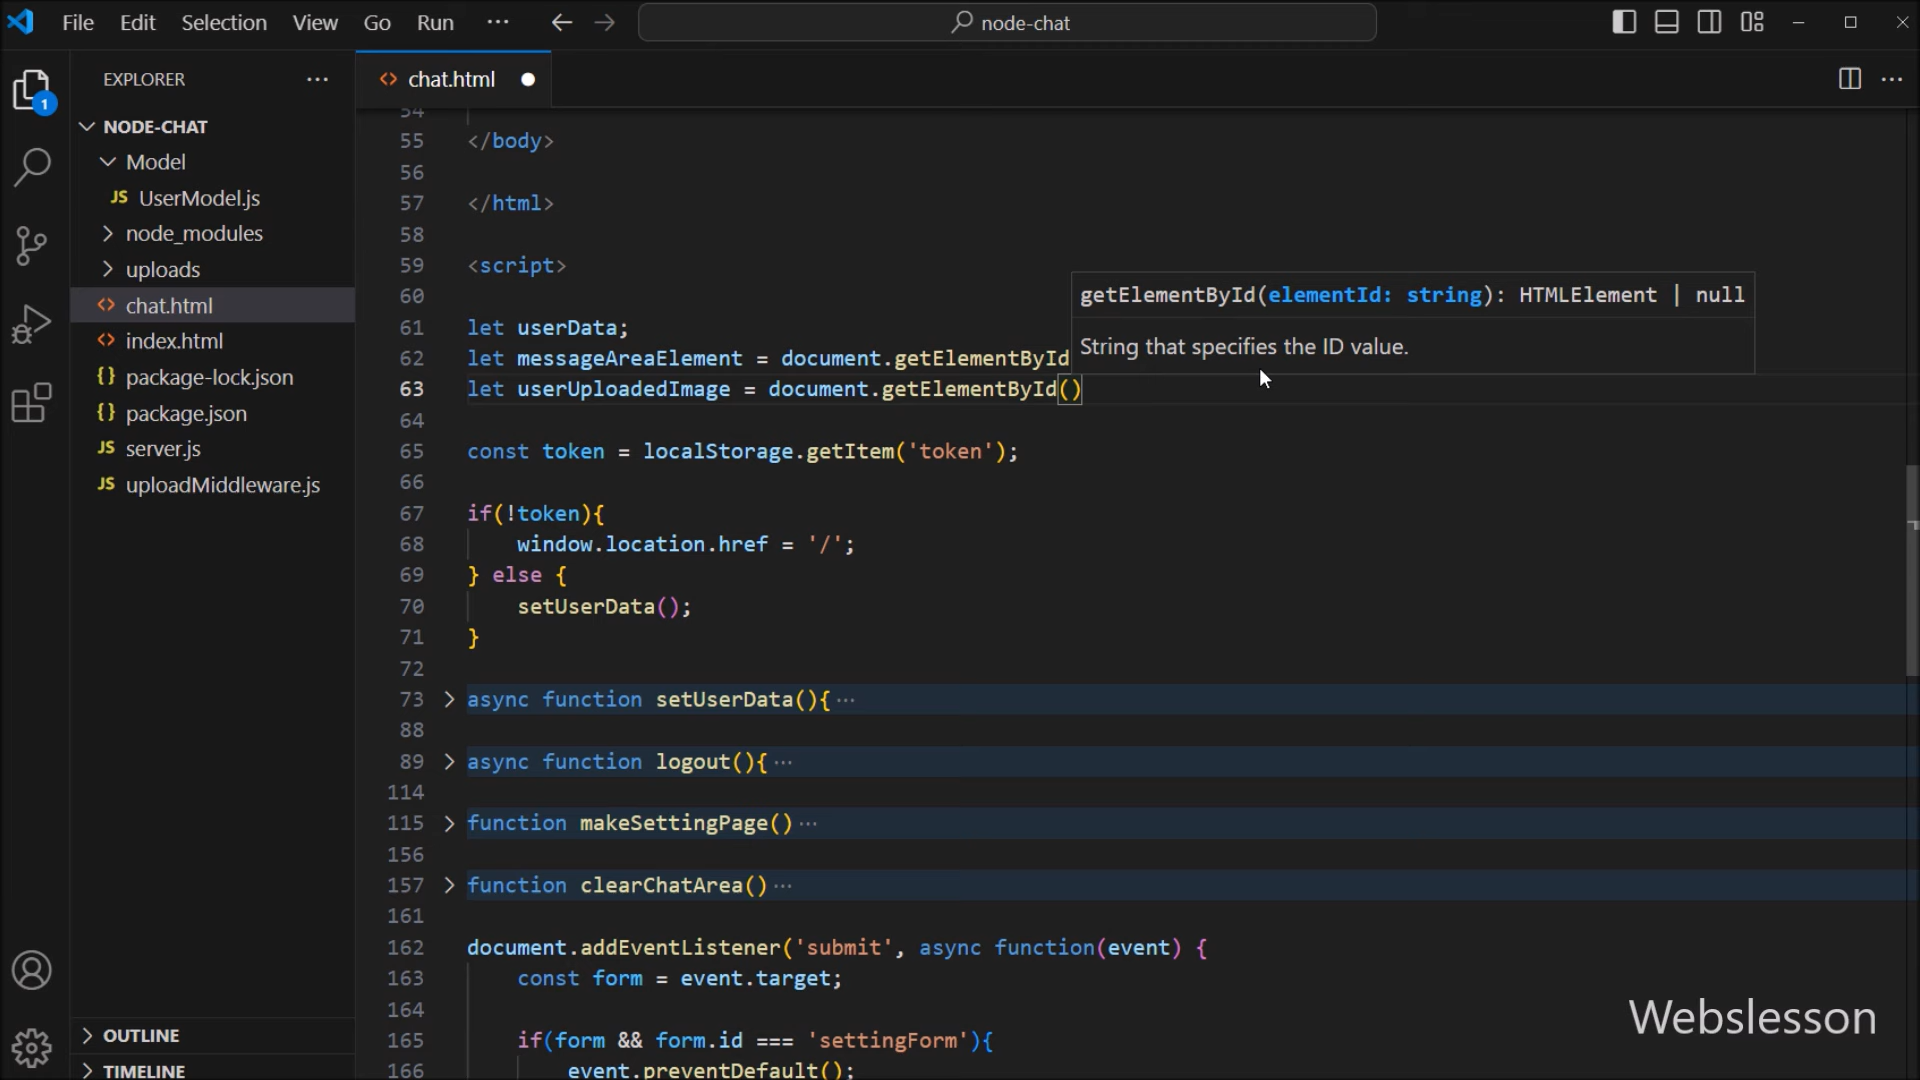 File Edit Selection View Go Run ··· node-chat
EXPLORER ···
chat.html
1
NODE-CHAT
Model
JS UserModel.js
node_modules
uploads
<> chat.html
<> index.html
{} package-lock.json
{} package.json
JS server.js
JS uploadMiddleware.js
OUTLINE
TIMELINE
54
55 </body>
56
57 </html>
58
59 <script>
60
61 let userData;
62 let messageAreaElement = document.getElementById
63 let userUploadedImage = document.getElementById()
getElementById(elementId: string): HTMLElement | null
String that specifies the ID value.
64
65 const token = localStorage.getItem('token');
66
67 if(!token){
68 window.location.href = '/';
69 } else {
70 setUserData();
71 }
72
73 async function setUserData(){ ···
88
89 async function logout(){ ···
114
115 function makeSettingPage() ···
156
157 function clearChatArea() ···
161
162 document.addEventListener('submit', async function(event) {
163 const form = event.target;
164
165 if(form && form.id === 'settingForm'){
166 event.preventDefault();
Webslesson